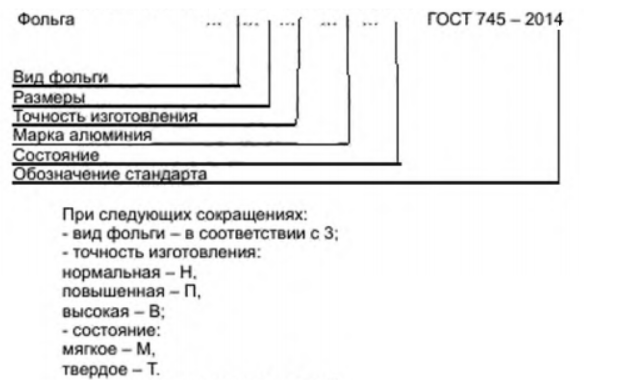 Фольга ... ... ... ... ... ГОСТ 745 – 2014
Вид фольги
Размеры
Точность изготовления
Марка алюминия
Состояние
Обозначение стандарта
При следующих сокращениях:
- вид фольги – в соответствии с 3;
- точность изготовления:
нормальная – Н,
повышенная – П,
высокая – В;
- состояние:
мягкое – М,
твердое – Т.